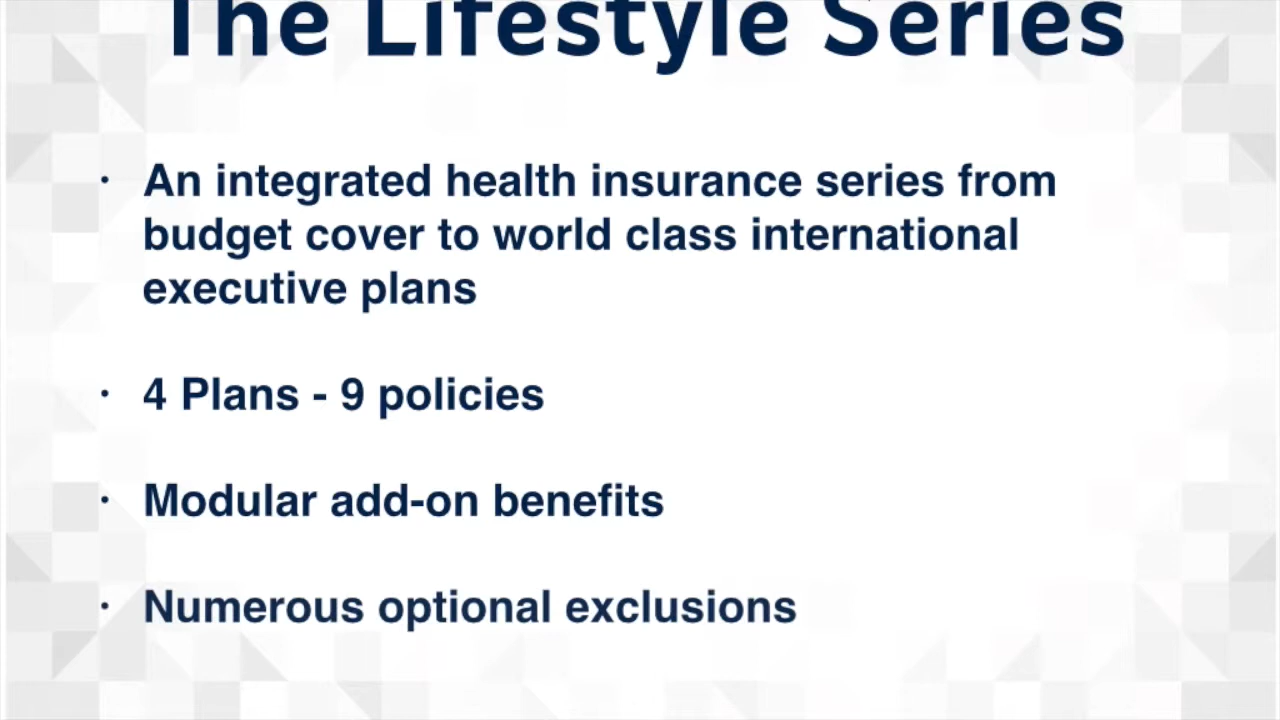 The Lifestyle Series
· An integrated health insurance series from
budget cover to world class international
executive plans
· 4 Plans - 9 policies
· Modular add-on benefits
· Numerous optional exclusions